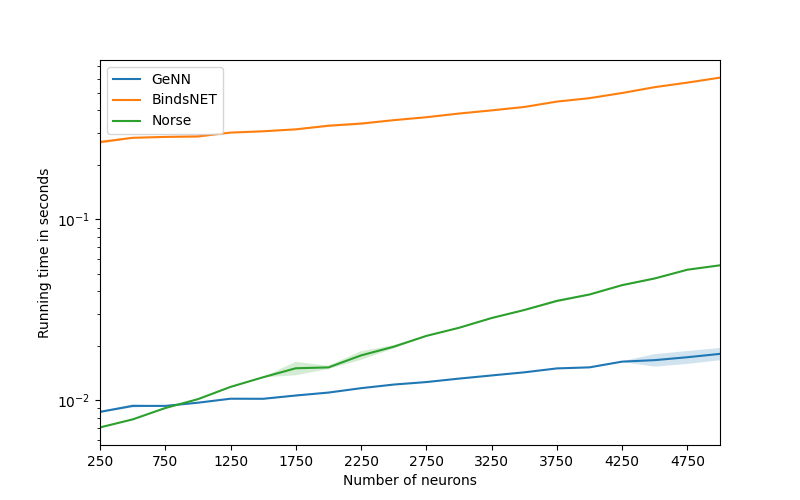 GeNN
BindsNET
Norse
Running time in seconds
10⁻¹
10⁻²
250 750 1250 1750 2250 2750 3250 3750 4250 4750
Number of neurons